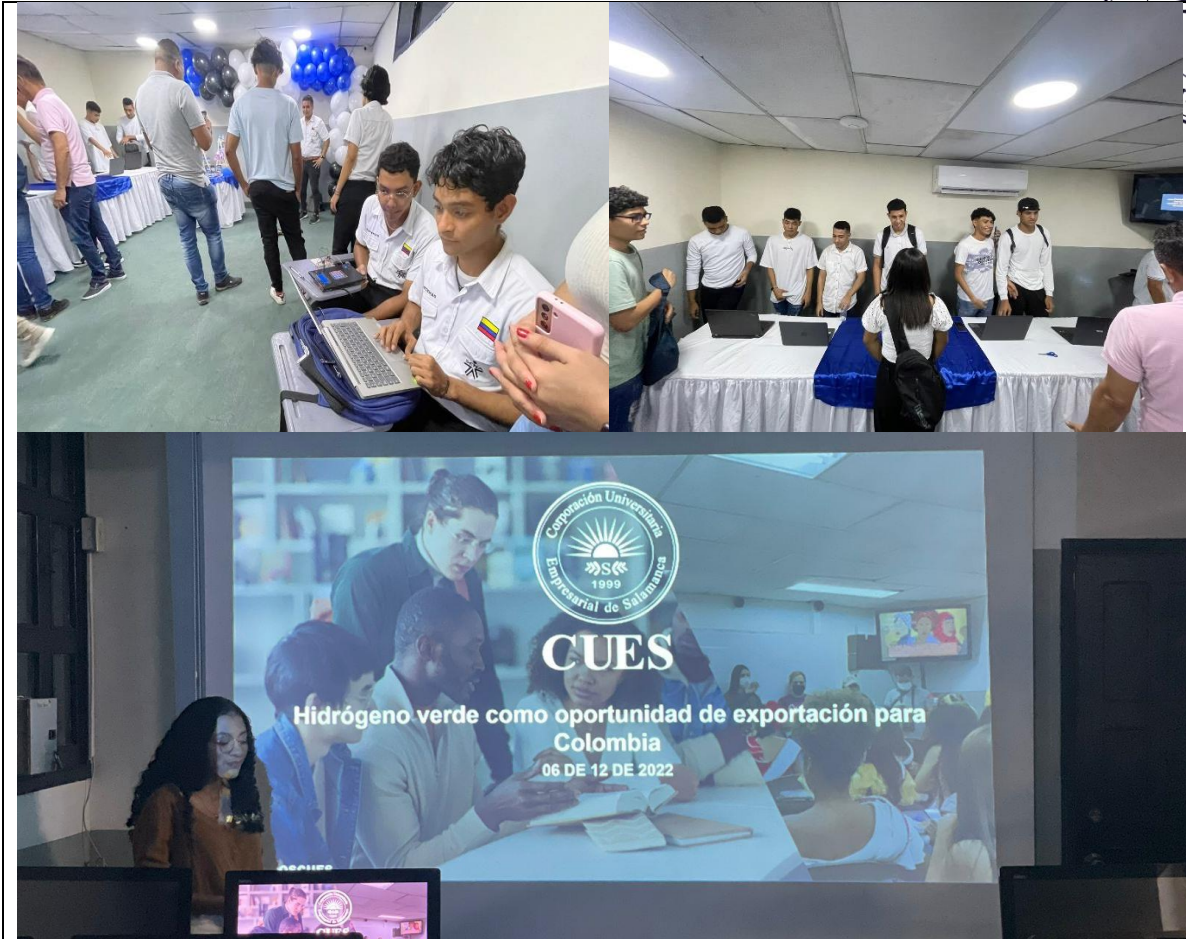 Corporación Universitaria
Empresarial de Salamanca
S
1999
CUES
Hidrógeno verde como oportunidad de exportación para
Colombia
06 DE 12 DE 2022
CUES